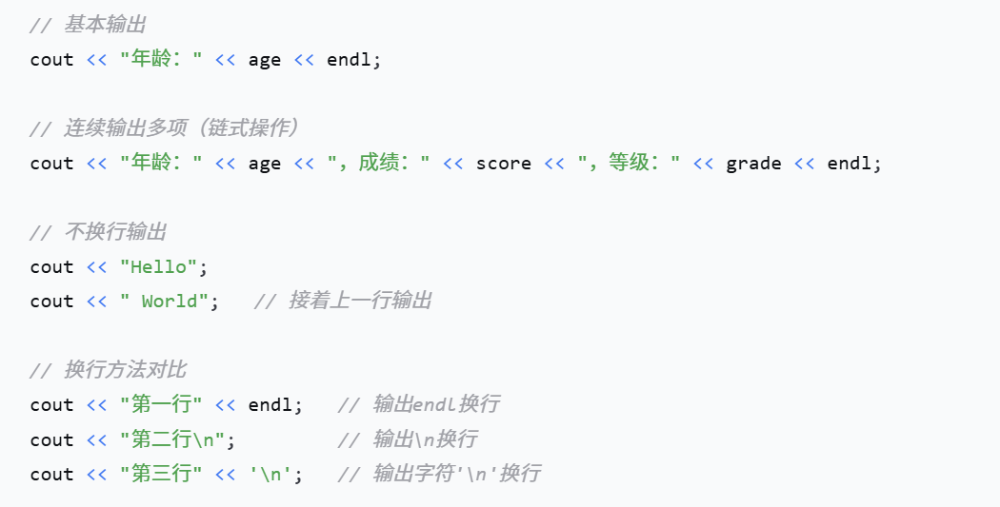 // 基本输出
cout << "年龄：" << age << endl;
// 连续输出多项（链式操作）
cout << "年龄：" << age << "，成绩：" << score << "，等级：" << grade << endl;
// 不换行输出
cout << "Hello";
cout << " World";   // 接着上一行输出
// 换行方法对比
cout << "第一行" << endl;   // 输出endl换行
cout << "第二行\n";         // 输出\n换行
cout << "第三行" << '\n';   // 输出字符'\n'换行